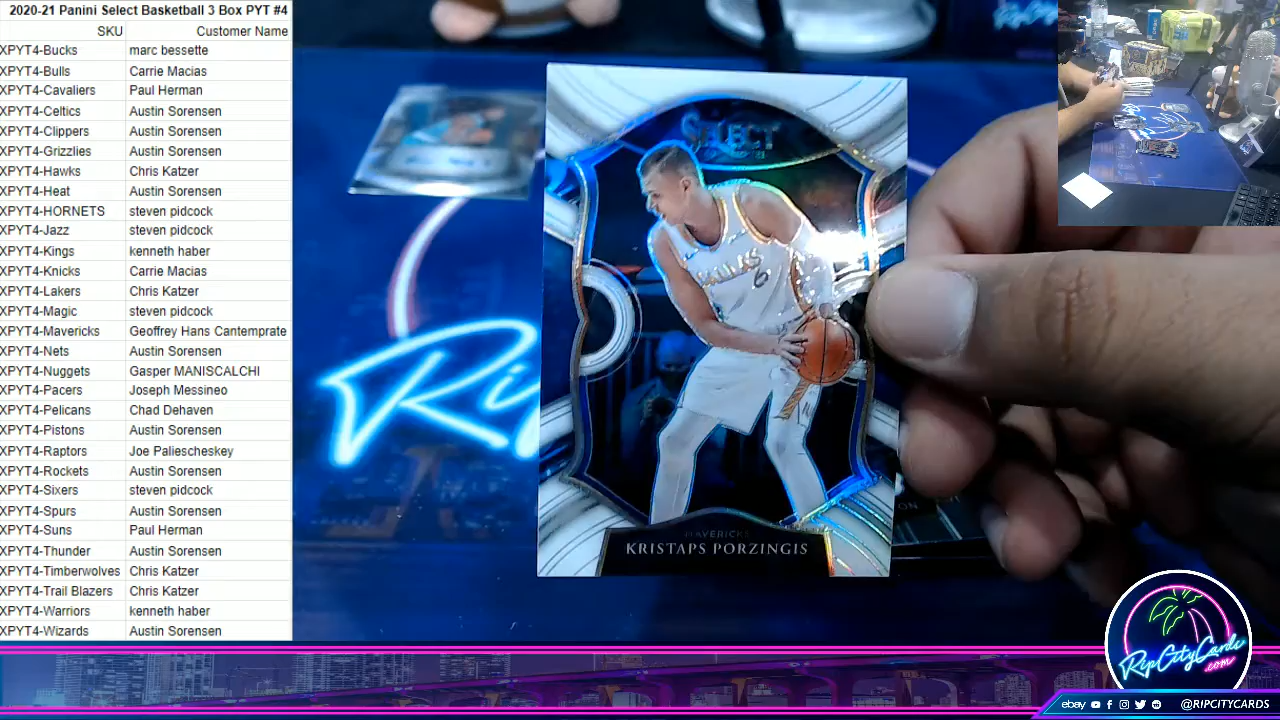 2020-21 Panini Select Basketball 3 Box PYT #4
SKU Customer Name
XPYT4-Bucks marc bessette
XPYT4-Bulls Carrie Macias
XPYT4-Cavaliers Paul Herman
XPYT4-Celtics Austin Sorensen
XPYT4-Clippers Austin Sorensen
XPYT4-Grizzlies Austin Sorensen
XPYT4-Hawks Chris Katzer
XPYT4-Heat Austin Sorensen
XPYT4-HORNETS steven pidcock
XPYT4-Jazz steven pidcock
XPYT4-Kings kenneth haber
XPYT4-Knicks Carrie Macias
XPYT4-Lakers Chris Katzer
XPYT4-Magic steven pidcock
XPYT4-Mavericks Geoffrey Hans Cantemprate
XPYT4-Nets Austin Sorensen
XPYT4-Nuggets Gasper MANISCALCHI
XPYT4-Pacers Joseph Messineo
XPYT4-Pelicans Chad Dehaven
XPYT4-Pistons Austin Sorensen
XPYT4-Raptors Joe Paliescheskey
XPYT4-Rockets Austin Sorensen
XPYT4-Sixers steven pidcock
XPYT4-Spurs Austin Sorensen
XPYT4-Suns Paul Herman
XPYT4-Thunder Austin Sorensen
XPYT4-Timberwolves Chris Katzer
XPYT4-Trail Blazers Chris Katzer
XPYT4-Warriors kenneth haber
XPYT4-Wizards Austin Sorensen
SELECT
6
MAVERICKS
KRISTAPS PORZINGIS
Rip
RipCityCards
.com
ebay @RIPCITYCARDS